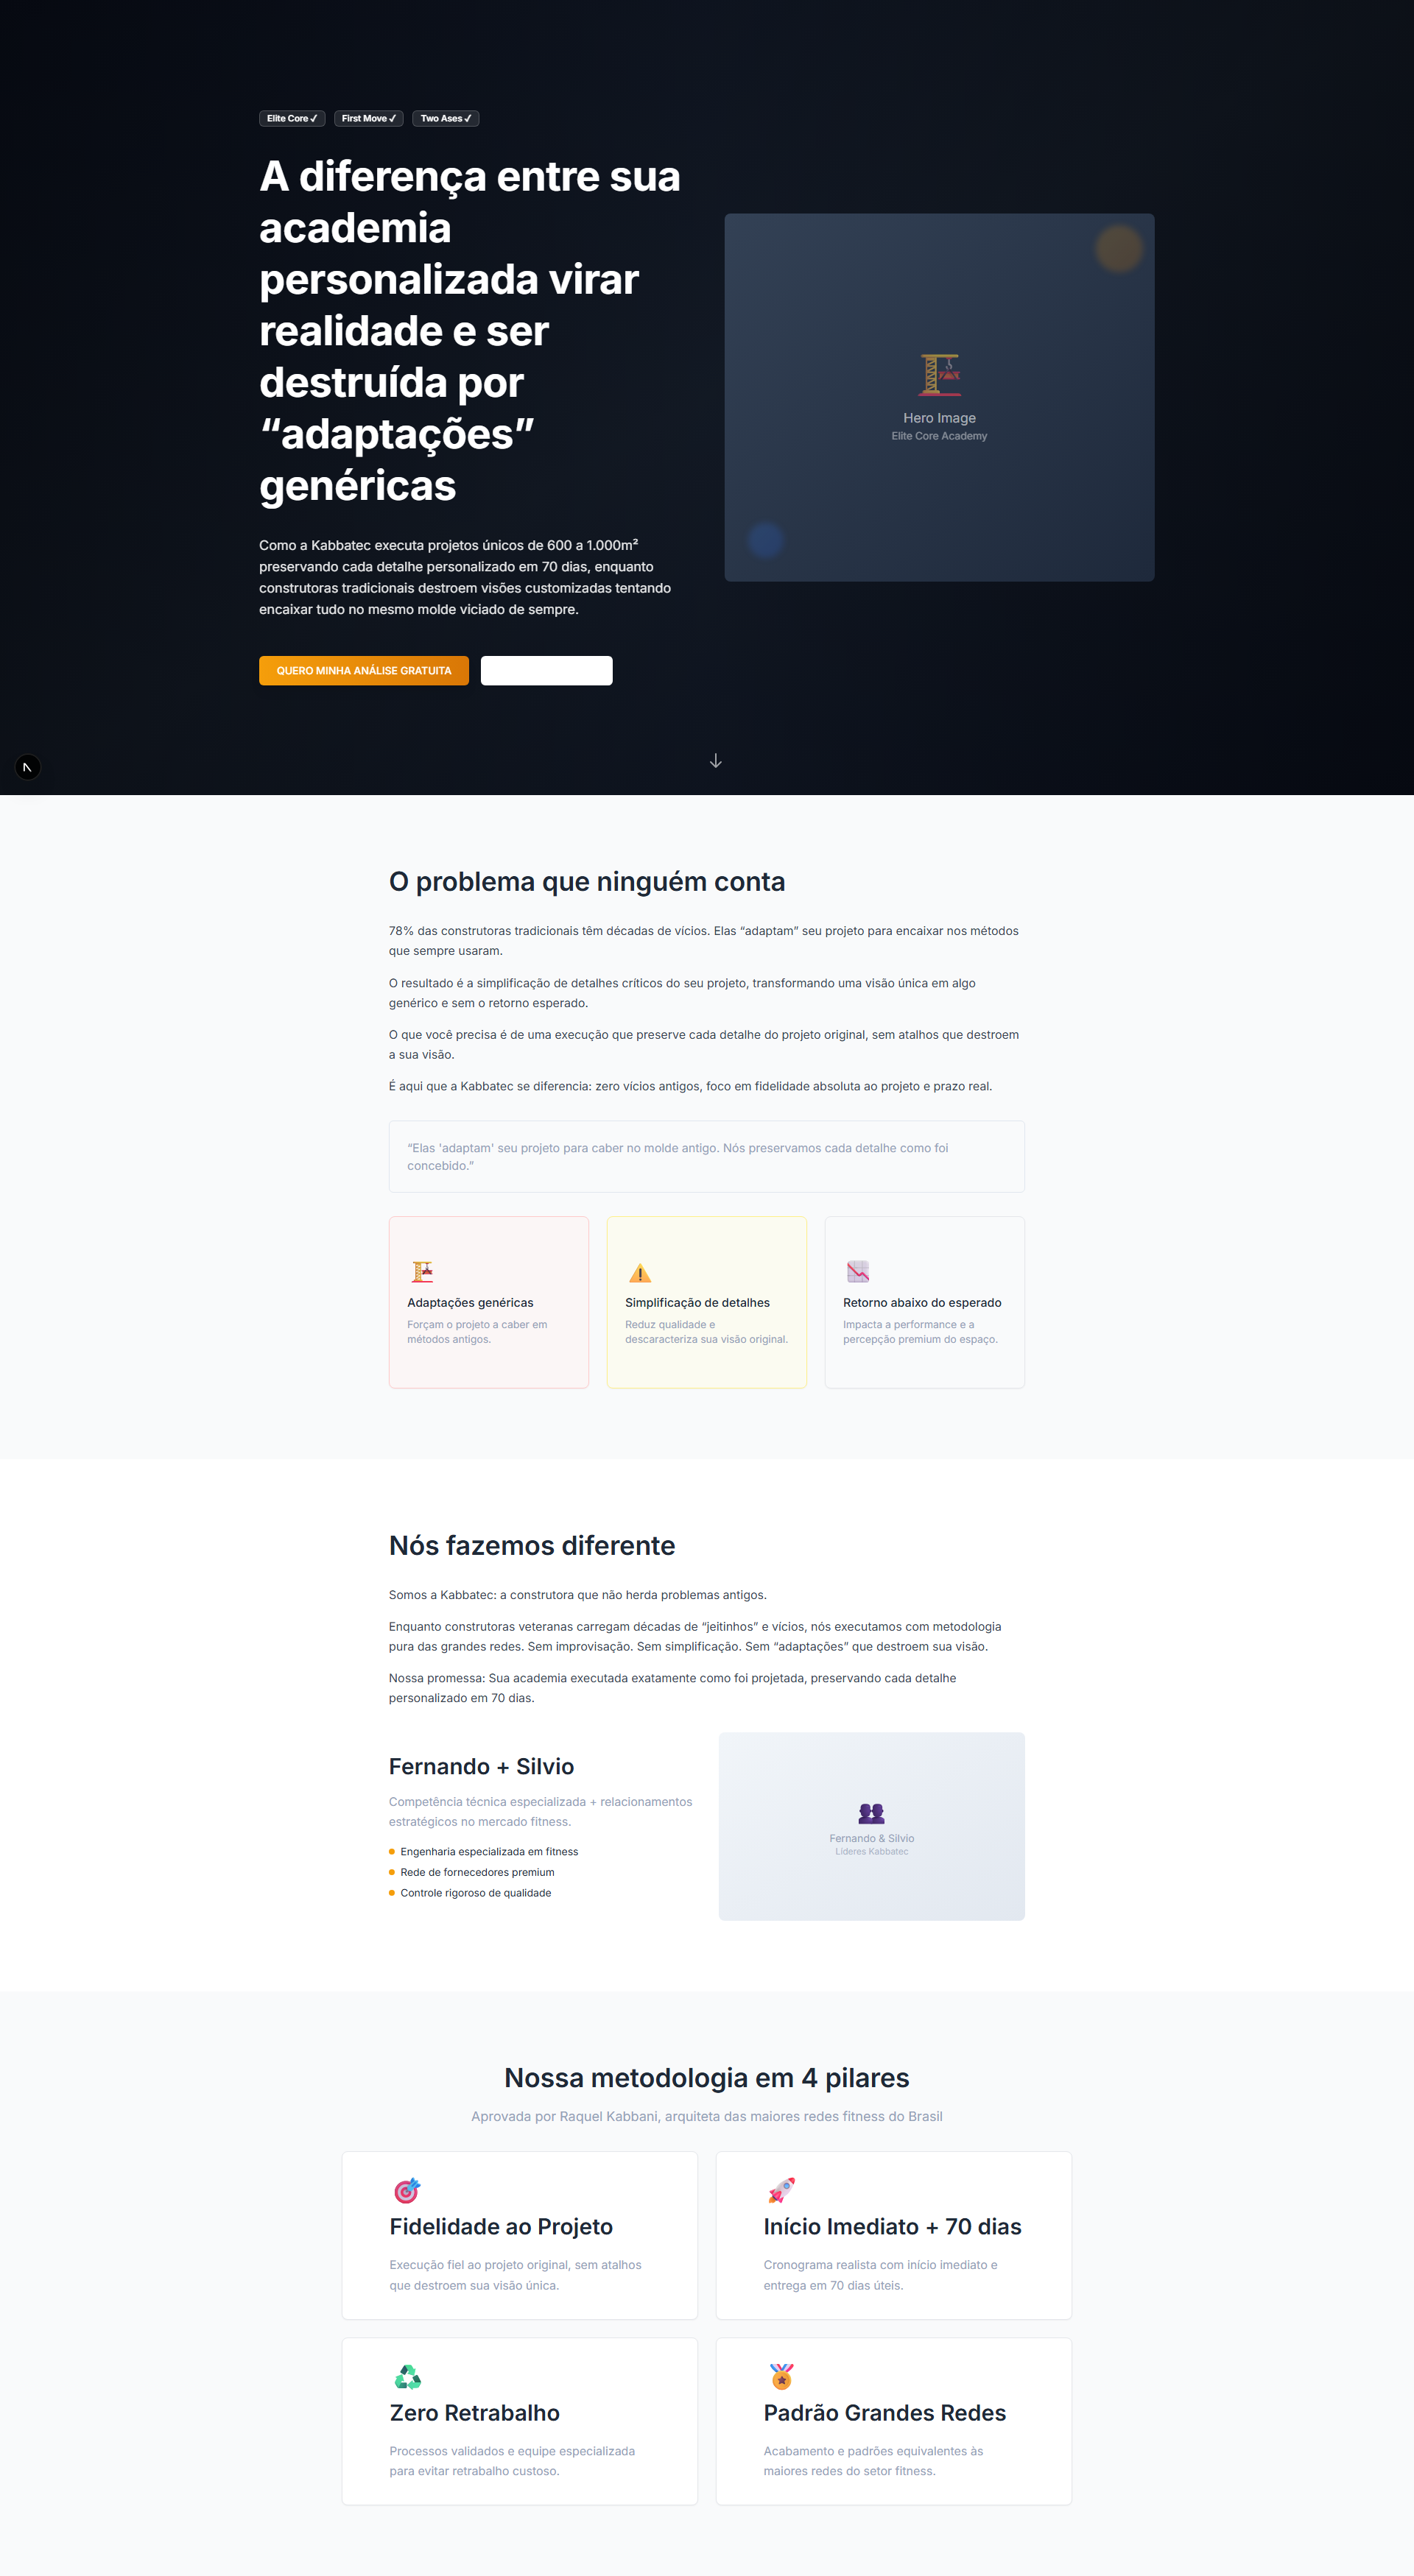 Elite Core ✓ First Move ✓ Two Ases ✓
A diferença entre sua
academia
personalizada virar
realidade e ser
destruída por
“adaptações”
genéricas
Como a Kabbatec executa projetos únicos de 600 a 1.000m²
preservando cada detalhe personalizado em 70 dias, enquanto
construtoras tradicionais destroem visões customizadas tentando
encaixar tudo no mesmo molde viciado de sempre.
QUERO MINHA ANÁLISE GRATUITA
Hero Image
Elite Core Academy
O problema que ninguém conta
78% das construtoras tradicionais têm décadas de vícios. Elas “adaptam” seu projeto para encaixar nos métodos
que sempre usaram.
O resultado é a simplificação de detalhes críticos do seu projeto, transformando uma visão única em algo
genérico e sem o retorno esperado.
O que você precisa é de uma execução que preserve cada detalhe do projeto original, sem atalhos que destroem
a sua visão.
É aqui que a Kabbatec se diferencia: zero vícios antigos, foco em fidelidade absoluta ao projeto e prazo real.
“Elas 'adaptam' seu projeto para caber no molde antigo. Nós preservamos cada detalhe como foi
concebido.”
Adaptações genéricas
Forçam o projeto a caber em
métodos antigos.
Simplificação de detalhes
Reduz qualidade e
descaracteriza sua visão original.
Retorno abaixo do esperado
Impacta a performance e a
percepção premium do espaço.
Nós fazemos diferente
Somos a Kabbatec: a construtora que não herda problemas antigos.
Enquanto construtoras veteranas carregam décadas de “jeitinhos” e vícios, nós executamos com metodologia
pura das grandes redes. Sem improvisação. Sem simplificação. Sem “adaptações” que destroem sua visão.
Nossa promessa: Sua academia executada exatamente como foi projetada, preservando cada detalhe
personalizado em 70 dias.
Fernando + Silvio
Competência técnica especializada + relacionamentos
estratégicos no mercado fitness.
Engenharia especializada em fitness
Rede de fornecedores premium
Controle rigoroso de qualidade
Fernando & Silvio
Líderes Kabbatec
Nossa metodologia em 4 pilares
Aprovada por Raquel Kabbani, arquiteta das maiores redes fitness do Brasil
Fidelidade ao Projeto
Execução fiel ao projeto original, sem atalhos
que destroem sua visão única.
Início Imediato + 70 dias
Cronograma realista com início imediato e
entrega em 70 dias úteis.
Zero Retrabalho
Processos validados e equipe especializada
para evitar retrabalho custoso.
Padrão Grandes Redes
Acabamento e padrões equivalentes às
maiores redes do setor fitness.